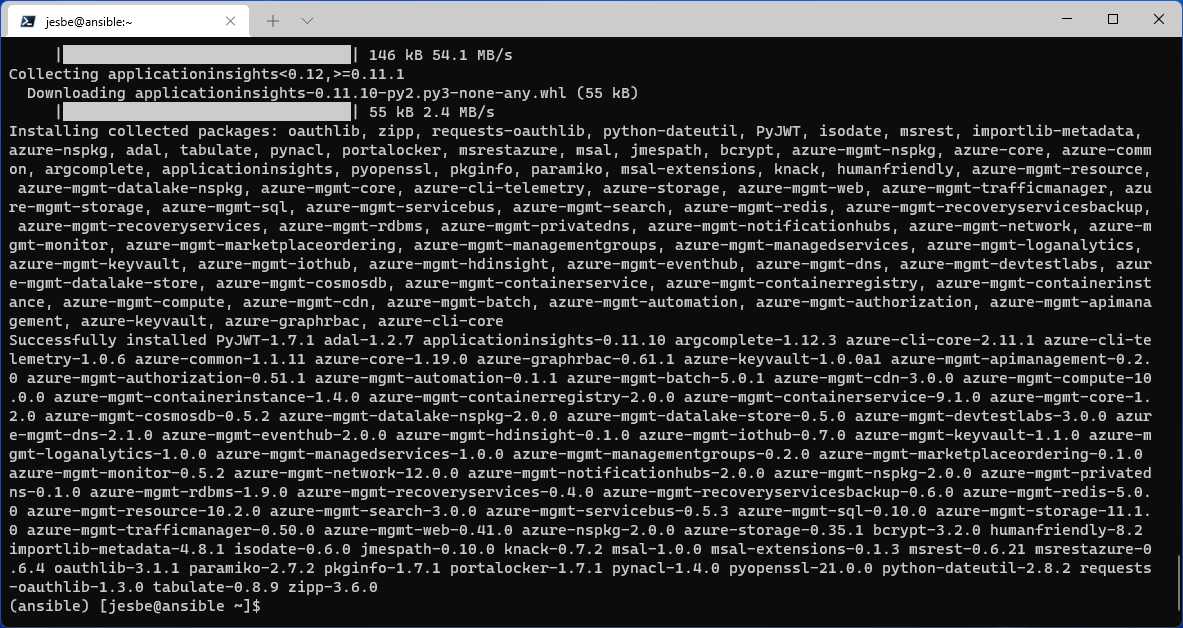 jesbe@ansible:~
| | 146 kB 54.1 MB/s
Collecting applicationinsights<0.12,>=0.11.1
  Downloading applicationinsights-0.11.10-py2.py3-none-any.whl (55 kB)
| | 55 kB 2.4 MB/s
Installing collected packages: oauthlib, zipp, requests-oauthlib, python-dateutil, PyJWT, isodate, msrest, importlib-metadata,
azure-nspkg, adal, tabulate, pynacl, portalocker, msrestazure, msal, jmespath, bcrypt, azure-mgmt-nspkg, azure-core, azure-comm
on, argcomplete, applicationinsights, pyopenssl, pkginfo, paramiko, msal-extensions, knack, humanfriendly, azure-mgmt-resource,
 azure-mgmt-datalake-nspkg, azure-mgmt-core, azure-cli-telemetry, azure-storage, azure-mgmt-web, azure-mgmt-trafficmanager, azu
re-mgmt-storage, azure-mgmt-sql, azure-mgmt-servicebus, azure-mgmt-search, azure-mgmt-redis, azure-mgmt-recoveryservicesbackup,
 azure-mgmt-recoveryservices, azure-mgmt-rdbms, azure-mgmt-privatedns, azure-mgmt-notificationhubs, azure-mgmt-network, azure-m
gmt-monitor, azure-mgmt-marketplaceordering, azure-mgmt-managementgroups, azure-mgmt-managedservices, azure-mgmt-loganalytics,
azure-mgmt-keyvault, azure-mgmt-iothub, azure-mgmt-hdinsight, azure-mgmt-eventhub, azure-mgmt-dns, azure-mgmt-devtestlabs, azur
e-mgmt-datalake-store, azure-mgmt-cosmosdb, azure-mgmt-containerservice, azure-mgmt-containerregistry, azure-mgmt-containerinst
ance, azure-mgmt-compute, azure-mgmt-cdn, azure-mgmt-batch, azure-mgmt-automation, azure-mgmt-authorization, azure-mgmt-apimana
gement, azure-keyvault, azure-graphrbac, azure-cli-core
Successfully installed PyJWT-1.7.1 adal-1.2.7 applicationinsights-0.11.10 argcomplete-1.12.3 azure-cli-core-2.11.1 azure-cli-te
lemetry-1.0.6 azure-common-1.1.11 azure-core-1.19.0 azure-graphrbac-0.61.1 azure-keyvault-1.0.0a1 azure-mgmt-apimanagement-0.2.
0 azure-mgmt-authorization-0.51.1 azure-mgmt-automation-0.1.1 azure-mgmt-batch-5.0.1 azure-mgmt-cdn-3.0.0 azure-mgmt-compute-10
.0.0 azure-mgmt-containerinstance-1.4.0 azure-mgmt-containerregistry-2.0.0 azure-mgmt-containerservice-9.1.0 azure-mgmt-core-1.
2.0 azure-mgmt-cosmosdb-0.5.2 azure-mgmt-datalake-nspkg-2.0.0 azure-mgmt-datalake-store-0.5.0 azure-mgmt-devtestlabs-3.0.0 azur
e-mgmt-dns-2.1.0 azure-mgmt-eventhub-2.0.0 azure-mgmt-hdinsight-0.1.0 azure-mgmt-iothub-0.7.0 azure-mgmt-keyvault-1.1.0 azure-m
gmt-loganalytics-1.0.0 azure-mgmt-managedservices-1.0.0 azure-mgmt-managementgroups-0.2.0 azure-mgmt-marketplaceordering-0.1.0
azure-mgmt-monitor-0.5.2 azure-mgmt-network-12.0.0 azure-mgmt-notificationhubs-2.0.0 azure-mgmt-nspkg-2.0.0 azure-mgmt-privated
ns-0.1.0 azure-mgmt-rdbms-1.9.0 azure-mgmt-recoveryservices-0.4.0 azure-mgmt-recoveryservicesbackup-0.6.0 azure-mgmt-redis-5.0.
0 azure-mgmt-resource-10.2.0 azure-mgmt-search-3.0.0 azure-mgmt-servicebus-0.5.3 azure-mgmt-sql-0.10.0 azure-mgmt-storage-11.1.
0 azure-mgmt-trafficmanager-0.50.0 azure-mgmt-web-0.41.0 azure-nspkg-2.0.0 azure-storage-0.35.1 bcrypt-3.2.0 humanfriendly-8.2
importlib-metadata-4.8.1 isodate-0.6.0 jmespath-0.10.0 knack-0.7.2 msal-1.0.0 msal-extensions-0.1.3 msrest-0.6.21 msrestazure-0
.6.4 oauthlib-3.1.1 paramiko-2.7.2 pkginfo-1.7.1 portalocker-1.7.1 pynacl-1.4.0 pyopenssl-21.0.0 python-dateutil-2.8.2 requests
-oauthlib-1.3.0 tabulate-0.8.9 zipp-3.6.0
(ansible) [jesbe@ansible ~]$